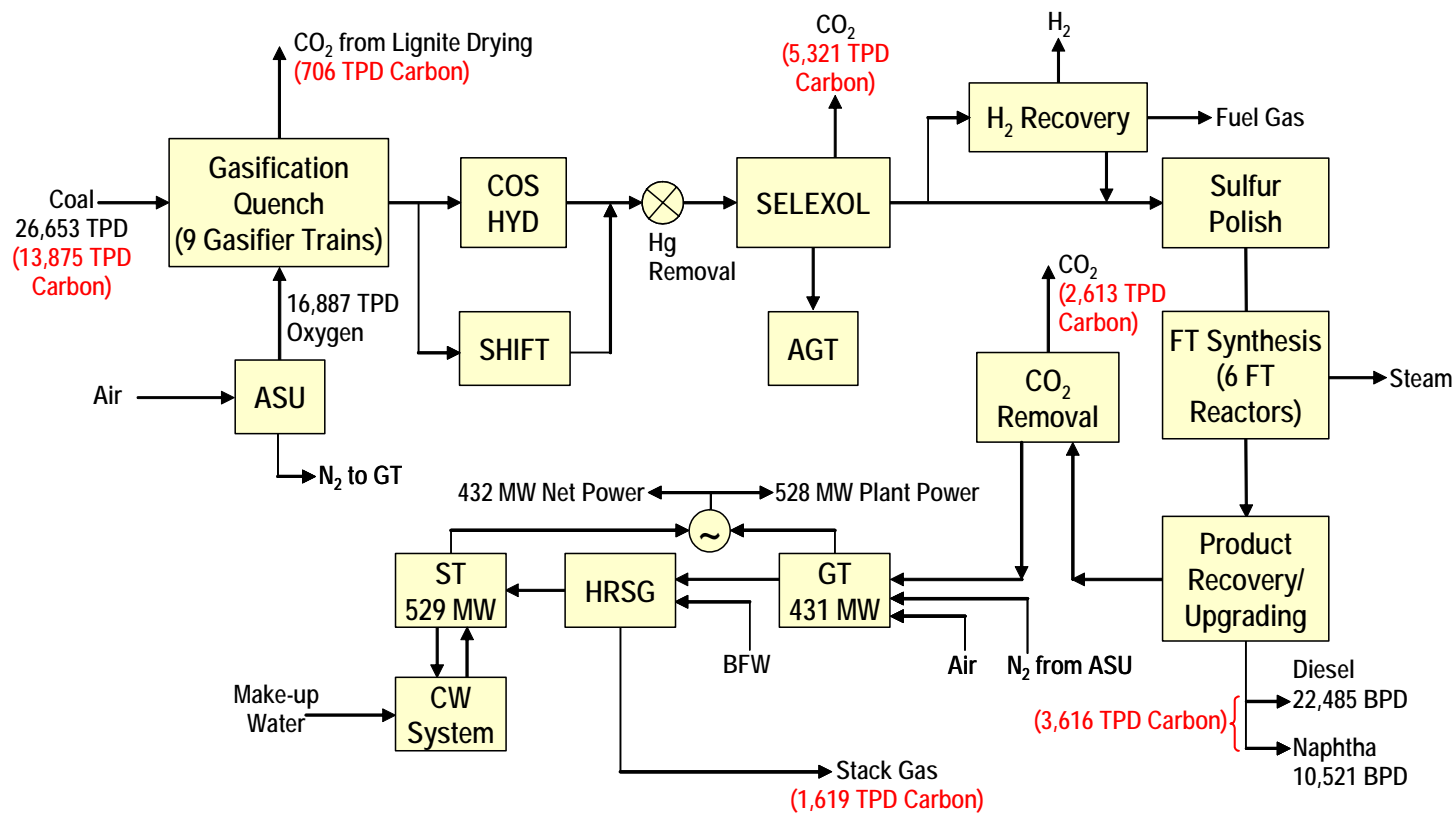 CO₂ from Lignite Drying
(706 TPD Carbon)
CO₂
(5,321 TPD
Carbon)
H₂
H₂ Recovery
Fuel Gas
Gasification
Quench
(9 Gasifier Trains)
Coal
26,653 TPD
(13,875 TPD
Carbon)
COS
HYD
Hg
Removal
SELEXOL
Sulfur
Polish
16,887 TPD
Oxygen
SHIFT
AGT
CO₂
(2,613 TPD
Carbon)
FT Synthesis
(6 FT
Reactors)
Steam
Air
ASU
CO₂
Removal
N₂ to GT
432 MW Net Power
528 MW Plant Power
~
ST
529 MW
HRSG
GT
431 MW
Product
Recovery/
Upgrading
BFW
Air
N₂ from ASU
Make-up
Water
CW
System
Diesel
22,485 BPD
(3,616 TPD Carbon)
Naphtha
10,521 BPD
Stack Gas
(1,619 TPD Carbon)